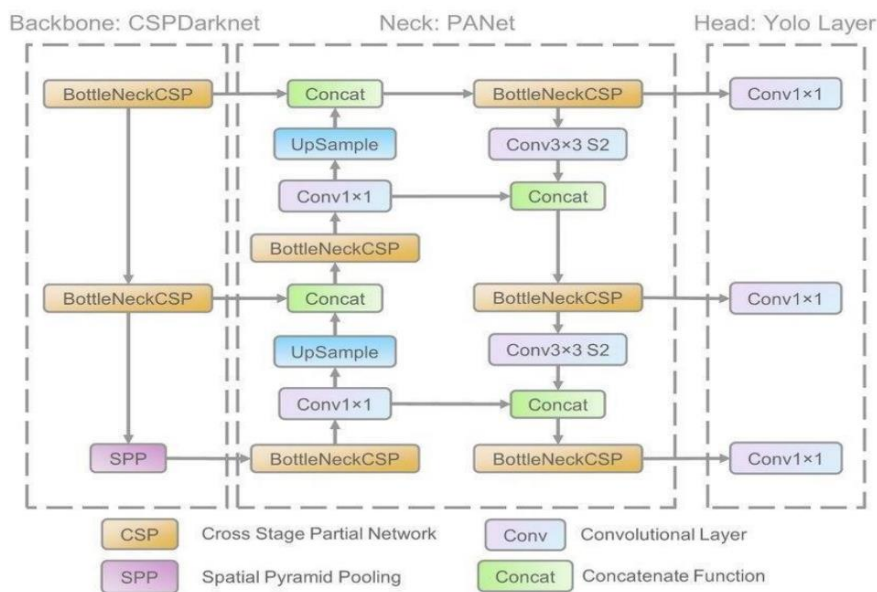 Backbone: CSPDarknet
Neck: PANet
Head: Yolo Layer
BottleNeckCSP
Concat
BottleNeckCSP
Conv1×1
UpSample
Conv3×3 S2
Conv1×1
Concat
BottleNeckCSP
BottleNeckCSP
Concat
BottleNeckCSP
Conv1×1
UpSample
Conv3×3 S2
Conv1×1
Concat
SPP
BottleNeckCSP
BottleNeckCSP
Conv1×1
CSP
Cross Stage Partial Network
Conv
Convolutional Layer
SPP
Spatial Pyramid Pooling
Concat
Concatenate Function